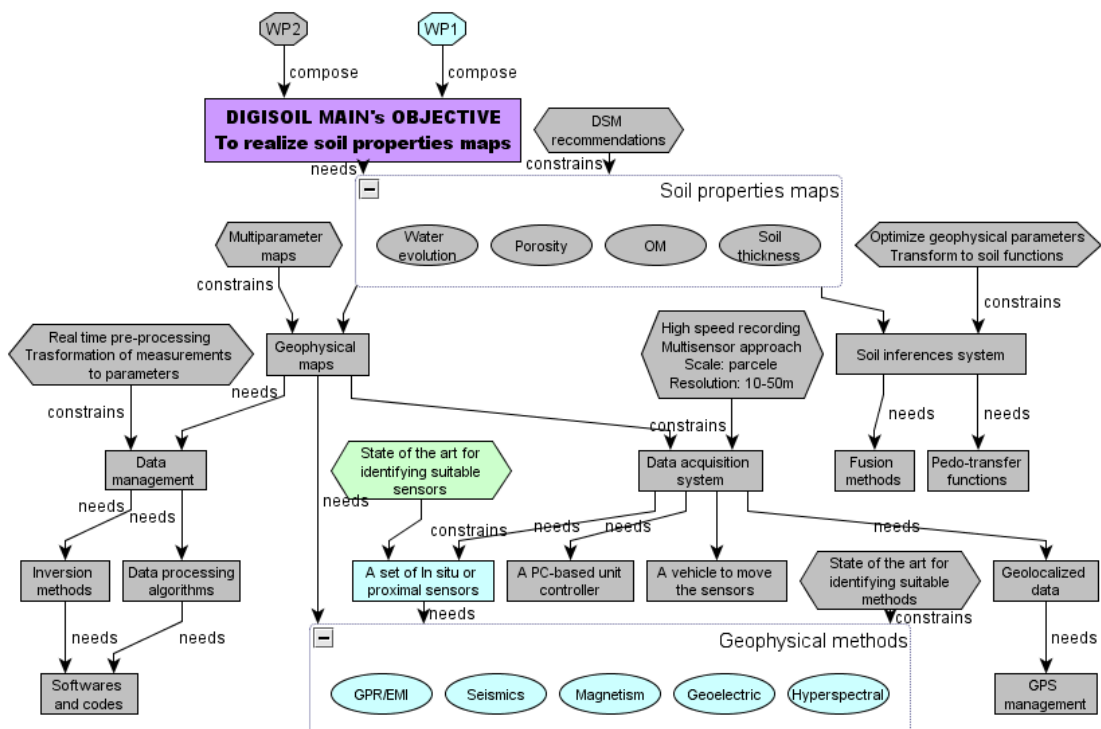 WP2
WP1
compose
compose
DIGISOIL MAIN's OBJECTIVE
To realize soil properties maps
DSM
recommendations
needs
constrains
Soil properties maps
Water
evolution
Porosity
OM
Soil
thickness
Multiparameter
maps
Optimize geophysical parameters
Transform to soil functions
constrains
constrains
Real time pre-processing
Trasformation of measurements
to parameters
Geophysical
maps
High speed recording
Multisensor approach
Scale: parcele
Resolution: 10-50m
Soil inferences system
needs
constrains
constrains
needs
needs
State of the art for
identifying suitable
sensors
Data
management
Data acquisition
system
Fusion
methods
Pedo-transfer
functions
needs
needs
needs
constrains
needs
needs
needs
Inversion
methods
Data processing
algorithms
A set of In situ or
proximal sensors
A PC-based unit
controller
A vehicle to move
the sensors
State of the art for
identifying suitable
methods
Geolocalized
data
needs
constrains
needs
needs
needs
Geophysical methods
Softwares
and codes
GPR/EMI
Seismics
Magnetism
Geoelectric
Hyperspectral
GPS
management